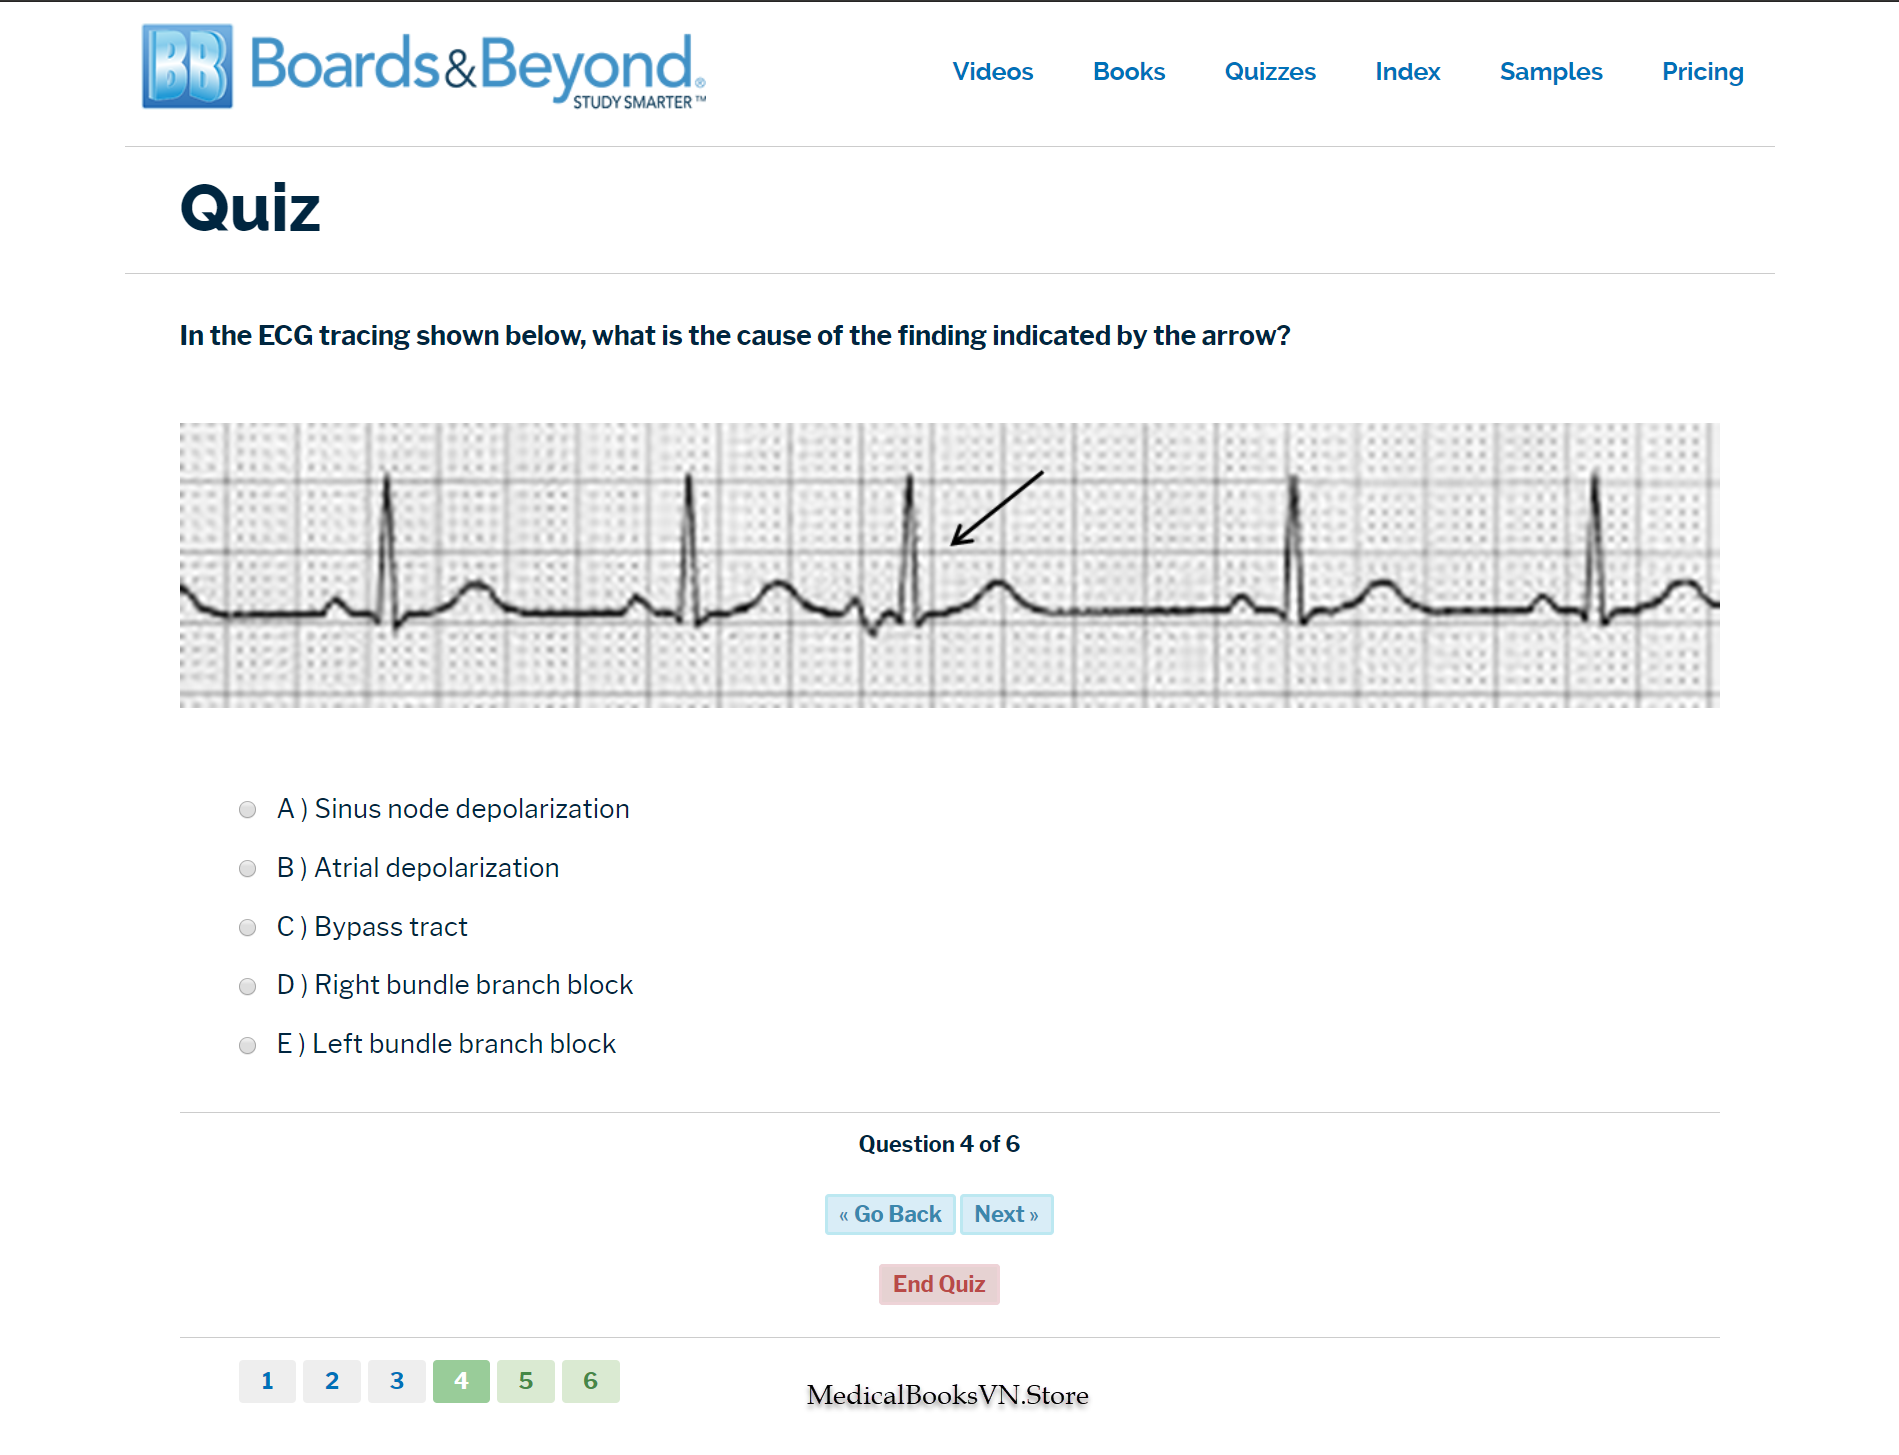 BB Boards&Beyond®
STUDY SMARTER™
Videos Books Quizzes Index Samples Pricing
Quiz
In the ECG tracing shown below, what is the cause of the finding indicated by the arrow?
A ) Sinus node depolarization
B ) Atrial depolarization
C ) Bypass tract
D ) Right bundle branch block
E ) Left bundle branch block
Question 4 of 6
« Go Back Next »
End Quiz
1 2 3 4 5 6
MedicalBooksVN.Store